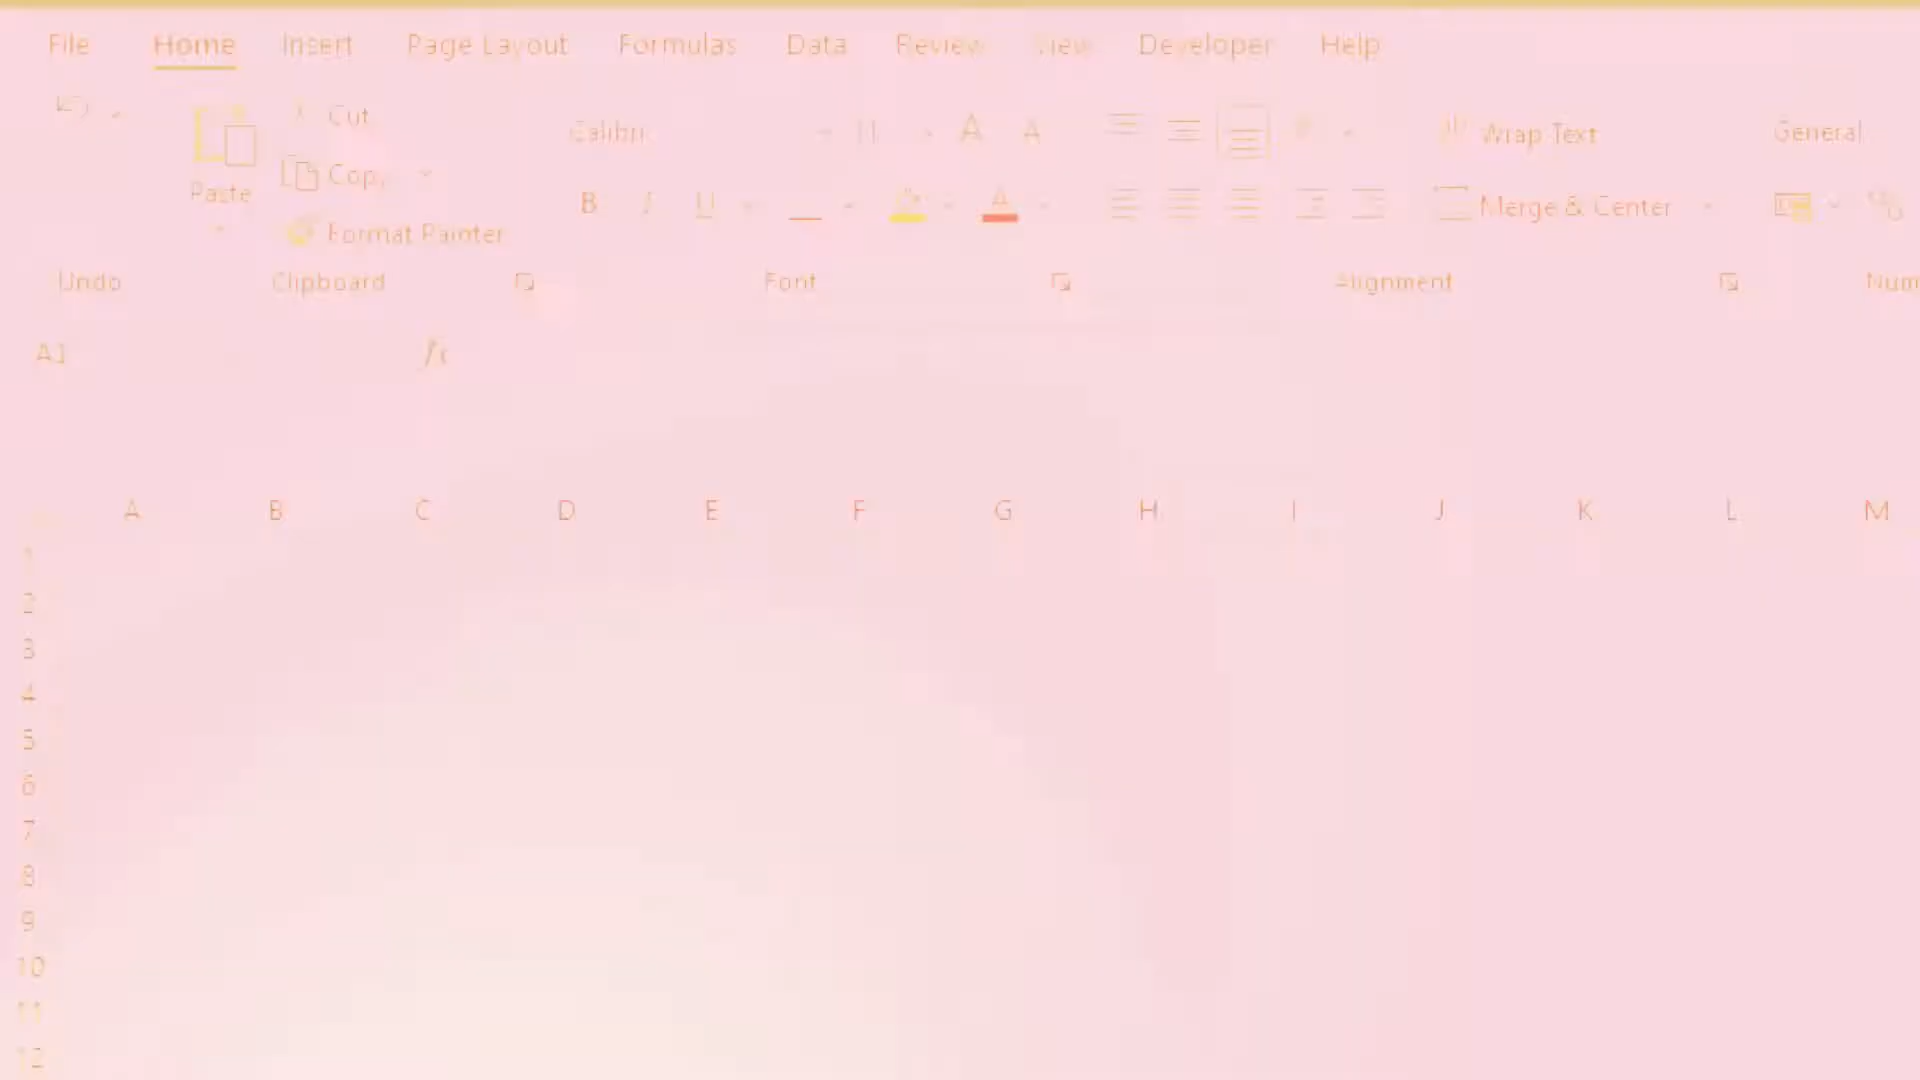 File Home Insert Page Layout Formulas Data Review View Developer Help
Cut
Calibri 11 A A Wrap Text General
Paste Copy
B I U A Merge & Center
Format Painter
Undo Clipboard Font Alignment
A1 fx
A B C D E F G H I J K L M
1
2
3
4
5
6
7
8
9
10
11
12